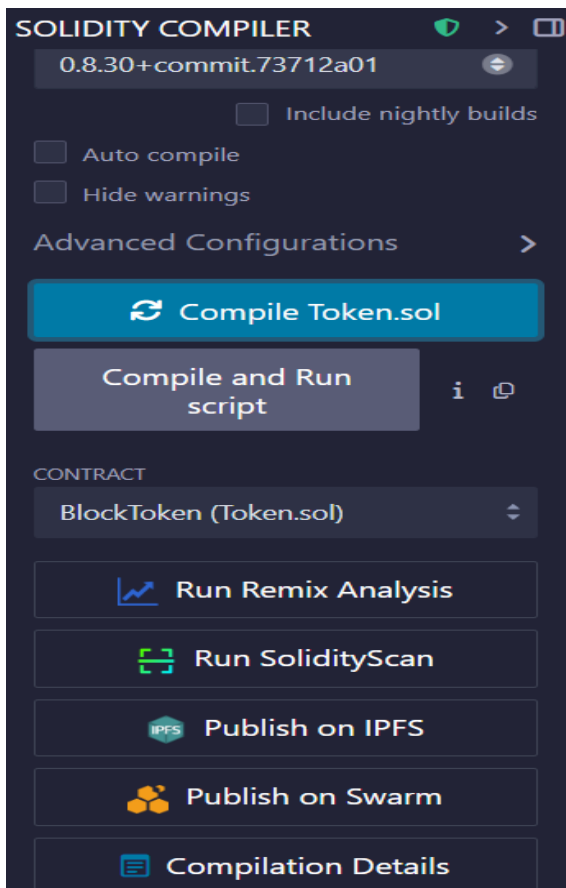 SOLIDITY COMPILER
0.8.30+commit.73712a01
Include nightly builds
Auto compile
Hide warnings
Advanced Configurations
Compile Token.sol
Compile and Run
script
i
CONTRACT
BlockToken (Token.sol)
Run Remix Analysis
Run SolidityScan
IPFS Publish on IPFS
Publish on Swarm
Compilation Details